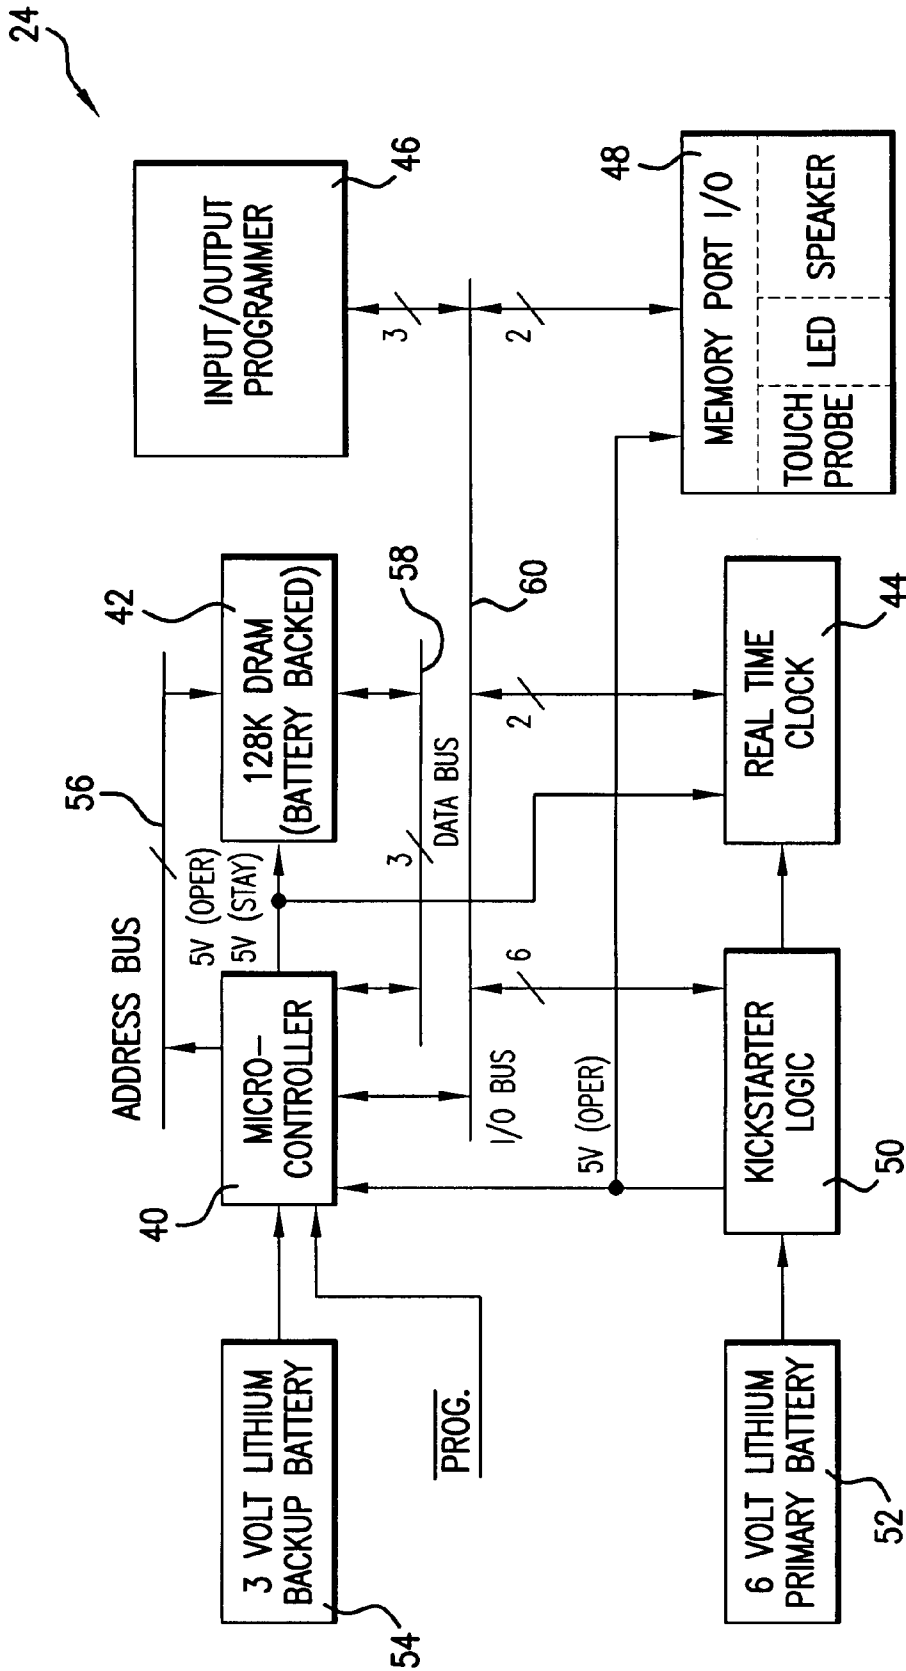 24
ADDRESS BUS
56
42
128K DRAM
(BATTERY BACKED)
INPUT/OUTPUT
PROGRAMMER
46
5V (OPER)
5V (STAY)
40
MICRO-
CONTROLLER
3 VOLT LITHIUM
BACKUP BATTERY
54
PROG.
3
DATA BUS
58
3
60
I/O BUS
6
2
2
5V (OPER)
48
MEMORY PORT I/O
TOUCH
PROBE
LED
SPEAKER
6 VOLT LITHIUM
PRIMARY BATTERY
52
KICKSTARTER
LOGIC
50
REAL TIME
CLOCK
44